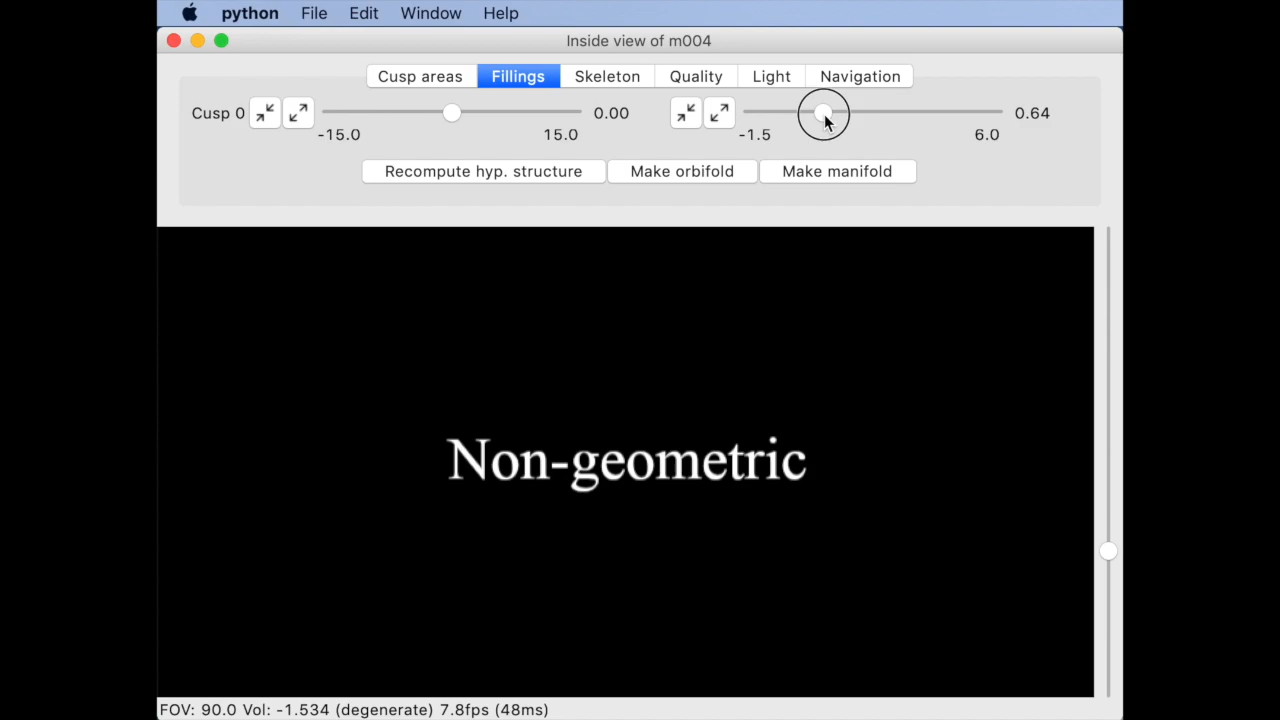 python File Edit Window Help
Inside view of m004
Cusp areas Fillings Skeleton Quality Light Navigation
Cusp 0 0.00 0.64
-15.0 15.0 -1.5 6.0
Recompute hyp. structure Make orbifold Make manifold
Non-geometric
FOV: 90.0 Vol: -1.534 (degenerate) 7.8fps (48ms)